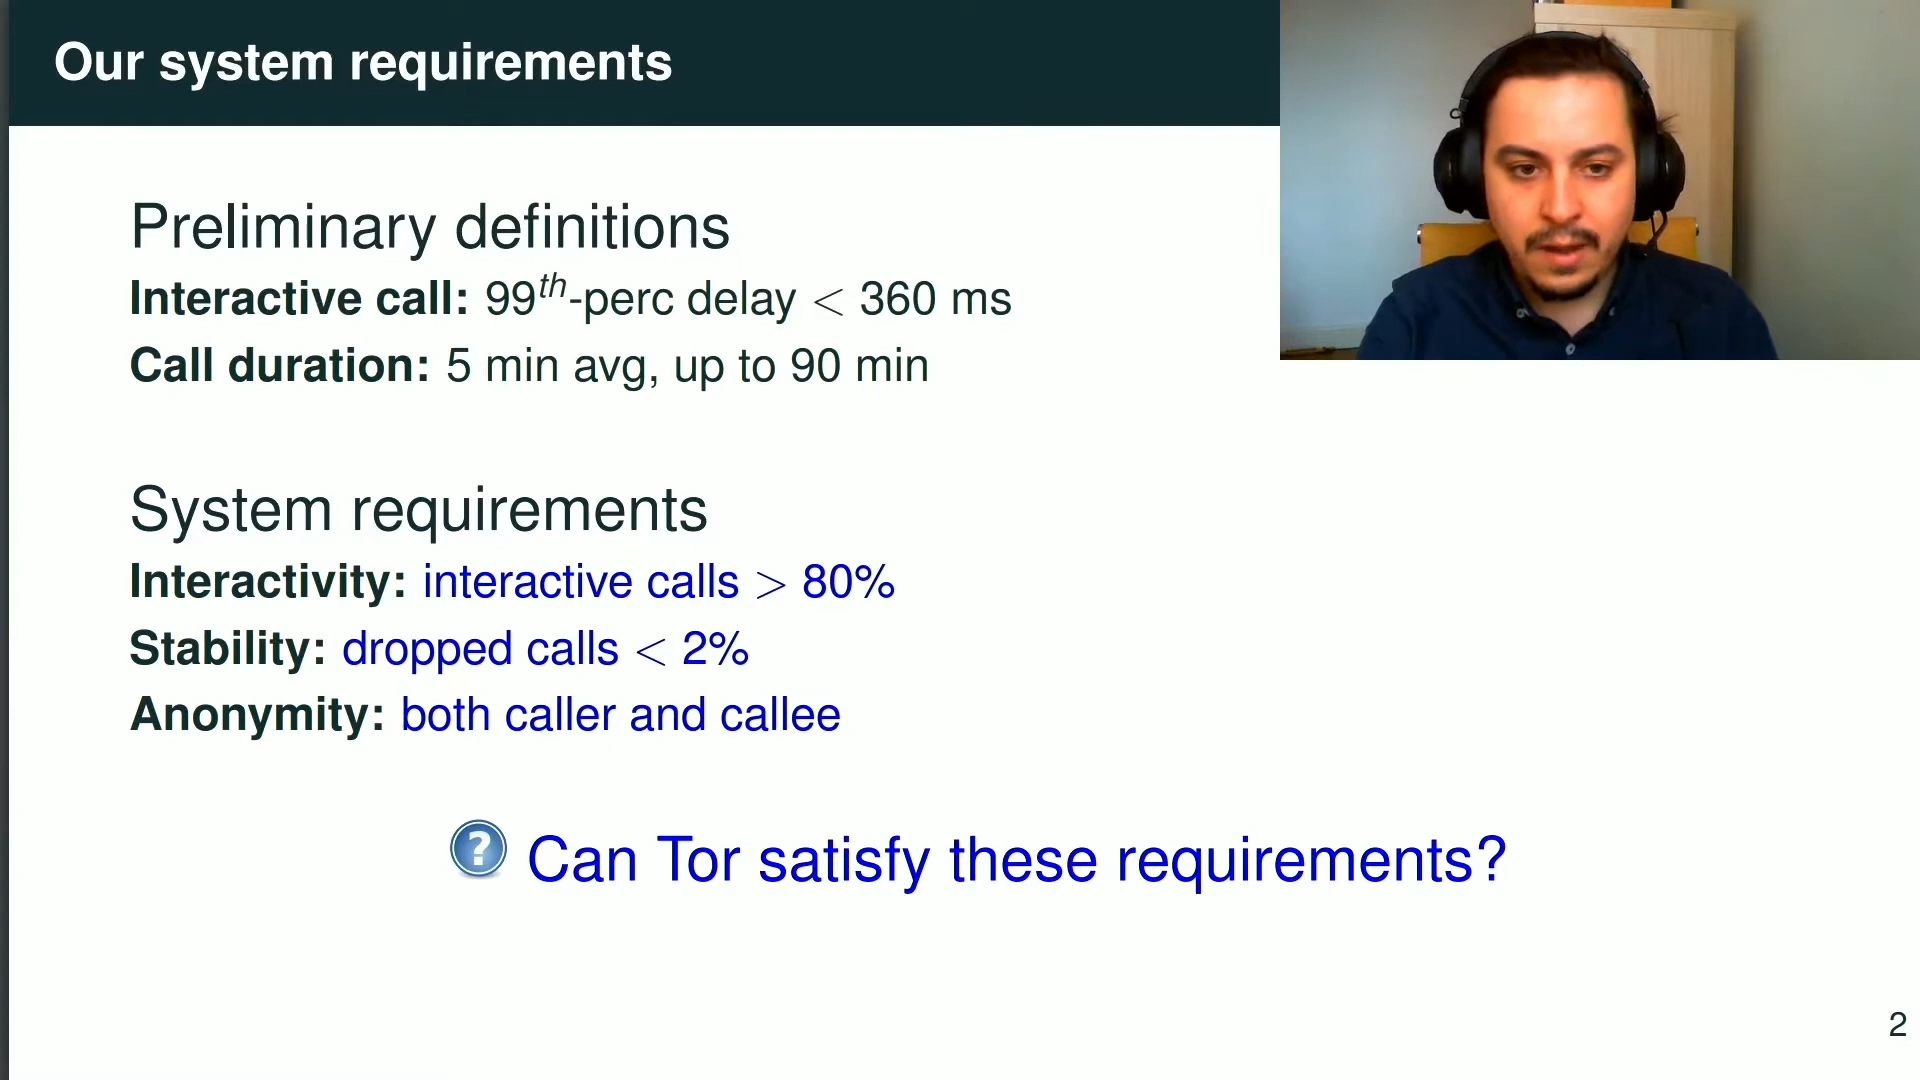 Our system requirements
Preliminary definitions
Interactive call: 99th-perc delay < 360 ms
Call duration: 5 min avg, up to 90 min
System requirements
Interactivity: interactive calls > 80%
Stability: dropped calls < 2%
Anonymity: both caller and callee
? Can Tor satisfy these requirements?
2